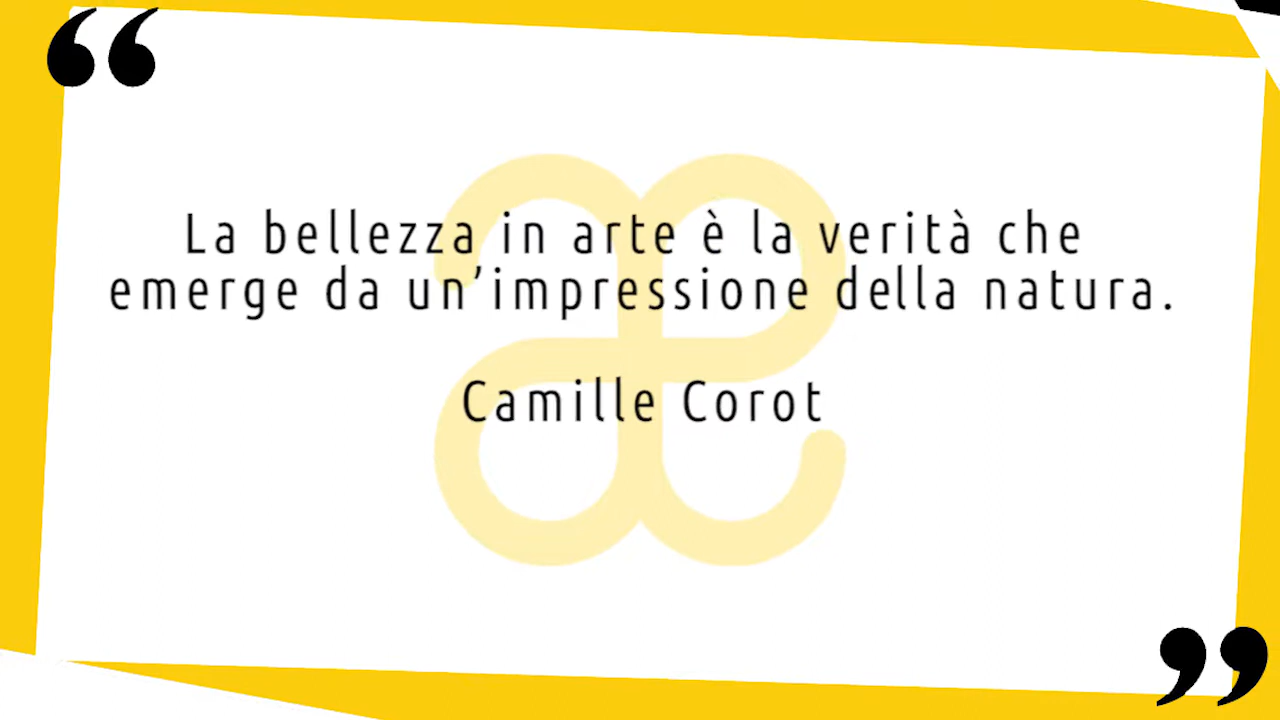 La bellezza in arte è la verità che
emerge da un’impressione della natura.
Camille Corot